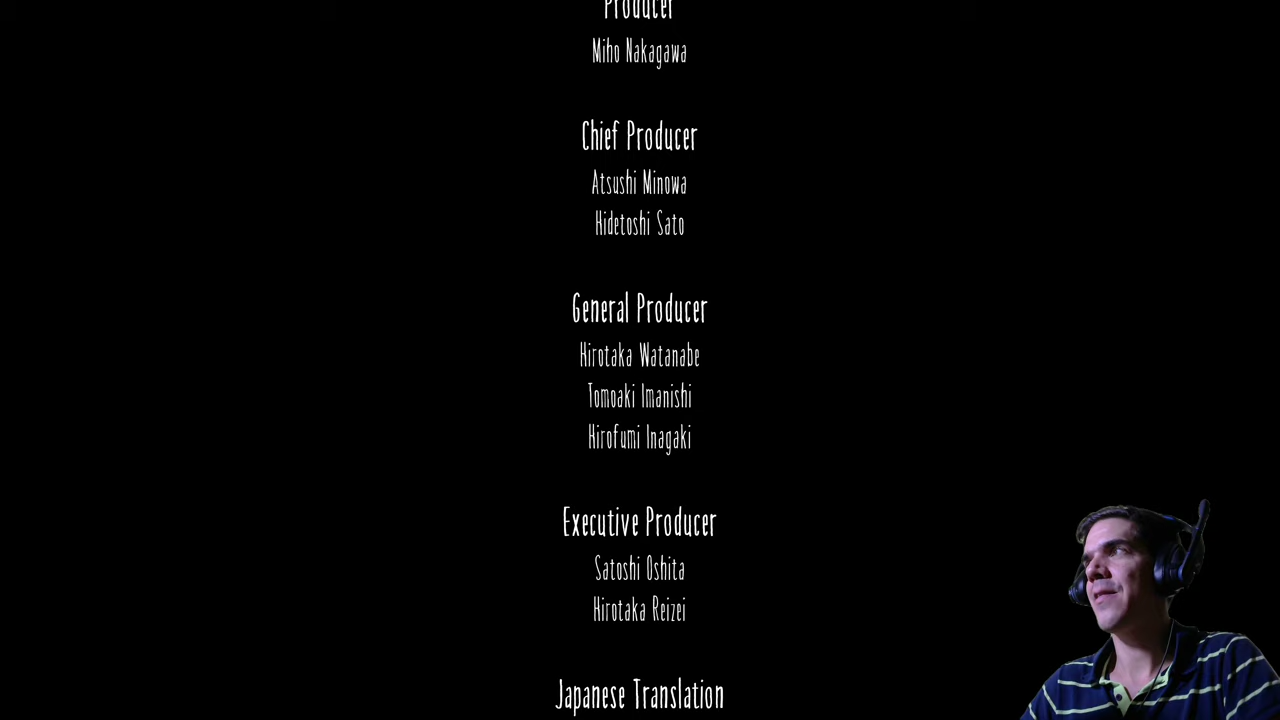 Producer
Miho Nakagawa
Chief Producer
Atsushi Minowa
Hidetoshi Sato
General Producer
Hirotaka Watanabe
Tomoaki Imanishi
Hirofumi Inagaki
Executive Producer
Satoshi Oshita
Hirotaka Reizei
Japanese Translation